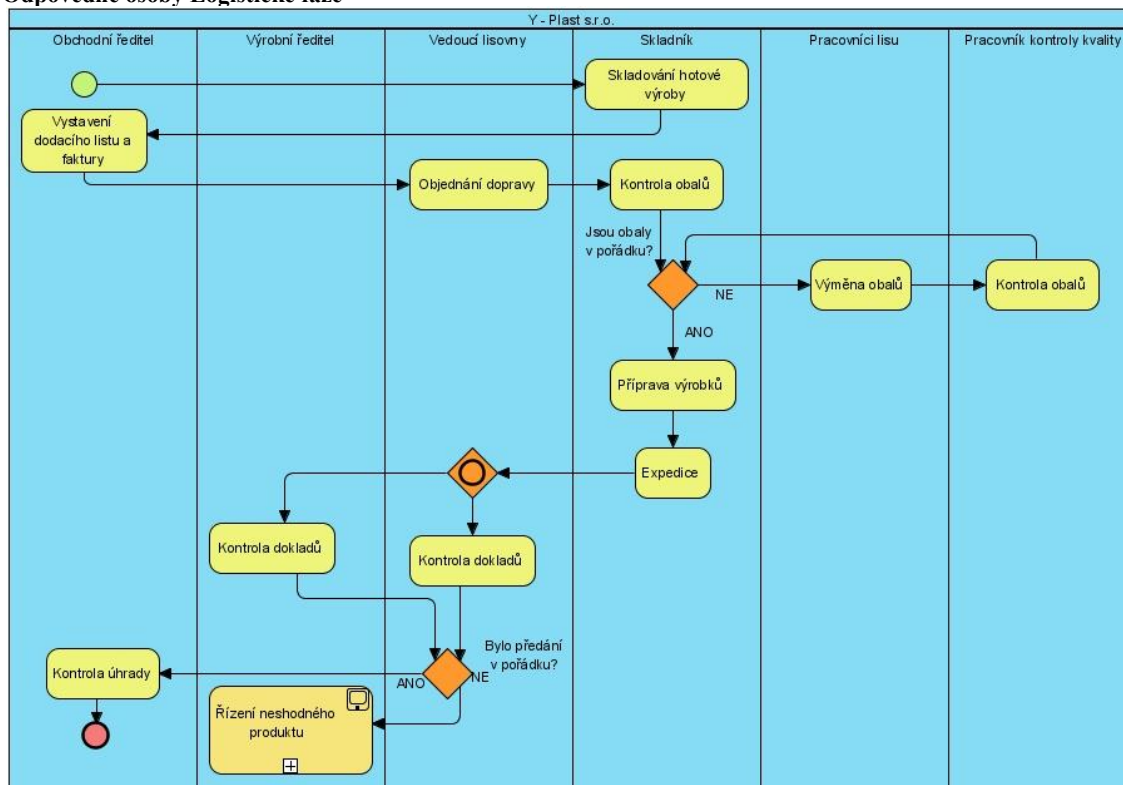 Odpovědné osoby Logistické fáze
Y - Plast s.r.o.
Obchodní ředitel
Výrobní ředitel
Vedoucí lisovny
Skladník
Pracovníci lisu
Pracovník kontroly kvality
Skladování hotové
výroby
Vystavení
dodacího listu a
faktury
Objednání dopravy
Kontrola obalů
Jsou obaly
v pořádku?
NE
Výměna obalů
Kontrola obalů
ANO
Příprava výrobků
Expedice
Kontrola dokladů
Kontrola dokladů
Bylo předání
v pořádku?
Kontrola úhrady
ANO
NE
Řízení neshodného
produktu